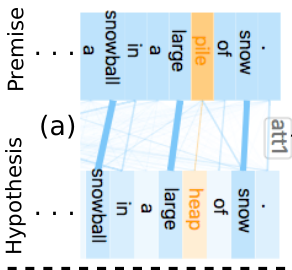 Premise
. . .
a
snowball
in
a
large
pile
of
snow
.
(a)
att1
Hypothesis
. . .
snowball
in
a
large
heap
of
snow
.